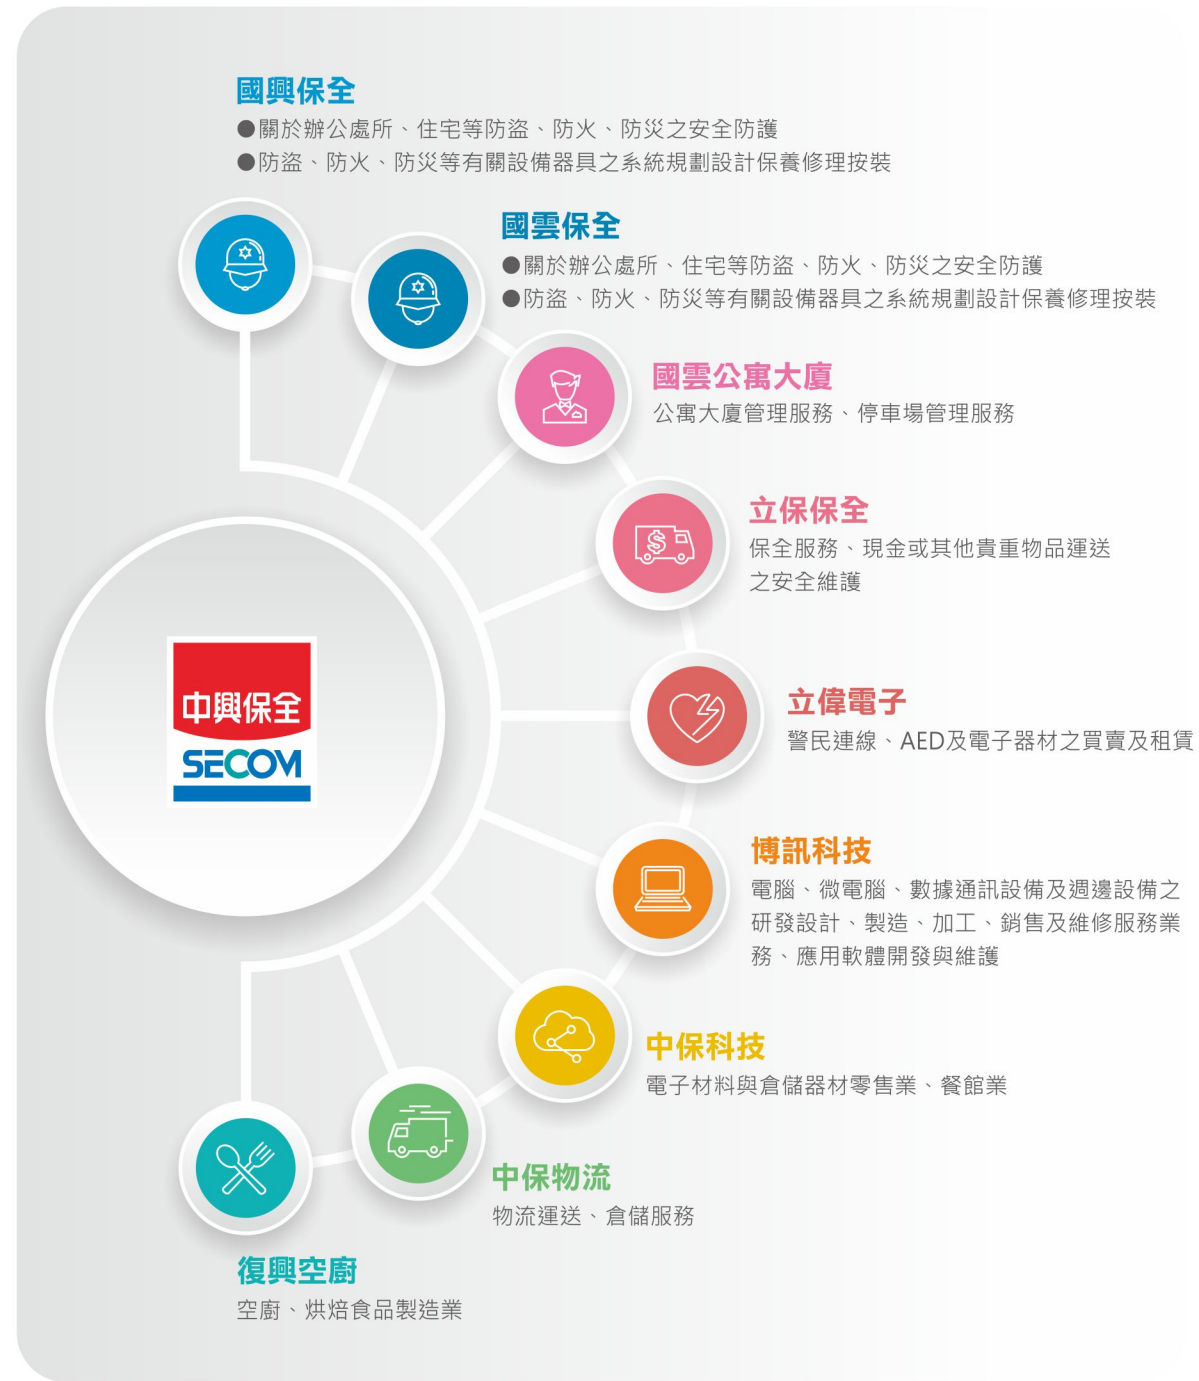 國興保全
●關於辦公處所、住宅等防盜、防火、防災之安全防護
●防盜、防火、防災等有關設備器具之系統規劃設計保養修理按裝
國雲保全
●關於辦公處所、住宅等防盜、防火、防災之安全防護
●防盜、防火、防災等有關設備器具之系統規劃設計保養修理按裝
國雲公寓大廈
公寓大廈管理服務、停車場管理服務
立保保全
保全服務、現金或其他貴重物品運送
之安全維護
中興保全
SECOM
立偉電子
警民連線、AED及電子器材之買賣及租賃
博訊科技
電腦、微電腦、數據通訊設備及週邊設備之
研發設計、製造、加工、銷售及維修服務業
務、應用軟體開發與維護
中保科技
電子材料與倉儲器材零售業、餐館業
中保物流
物流運送、倉儲服務
復興空廚
空廚、烘焙食品製造業